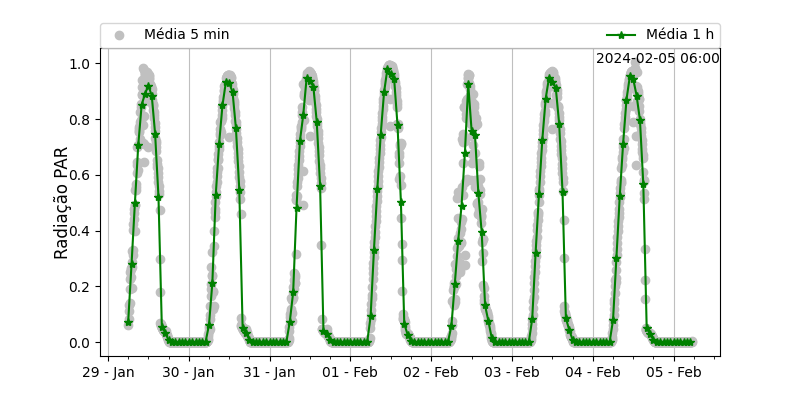 Média 5 min
Média 1 h
2024-02-05 06:00
Radiação PAR
1.0
0.8
0.6
0.4
0.2
0.0
29 - Jan
30 - Jan
31 - Jan
01 - Feb
02 - Feb
03 - Feb
04 - Feb
05 - Feb